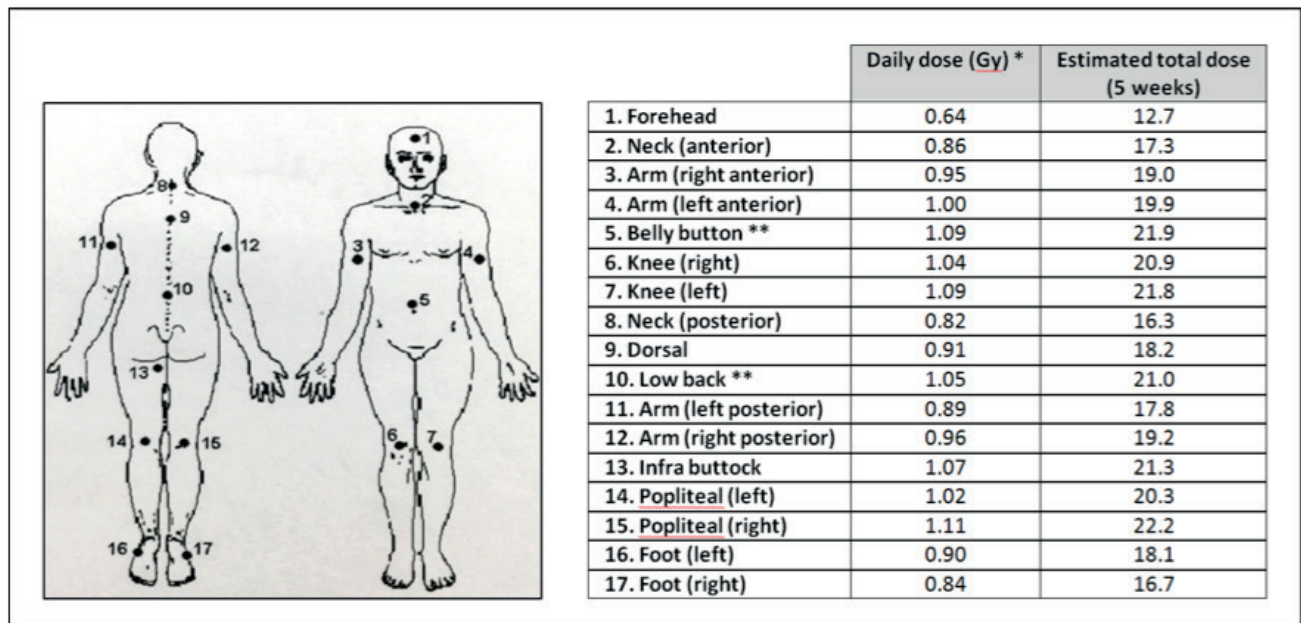 Daily dose (Gy) * Estimated total dose
(5 weeks)
1. Forehead 0.64 12.7
2. Neck (anterior) 0.86 17.3
3. Arm (right anterior) 0.95 19.0
4. Arm (left anterior) 1.00 19.9
5. Belly button ** 1.09 21.9
6. Knee (right) 1.04 20.9
7. Knee (left) 1.09 21.8
8. Neck (posterior) 0.82 16.3
9. Dorsal 0.91 18.2
10. Low back ** 1.05 21.0
11. Arm (left posterior) 0.89 17.8
12. Arm (right posterior) 0.96 19.2
13. Infra buttock 1.07 21.3
14. Popliteal (left) 1.02 20.3
15. Popliteal (right) 1.11 22.2
16. Foot (left) 0.90 18.1
17. Foot (right) 0.84 16.7
1
8
2
9
11 12 3 4
10 5
13
14 15 6 7
16 17